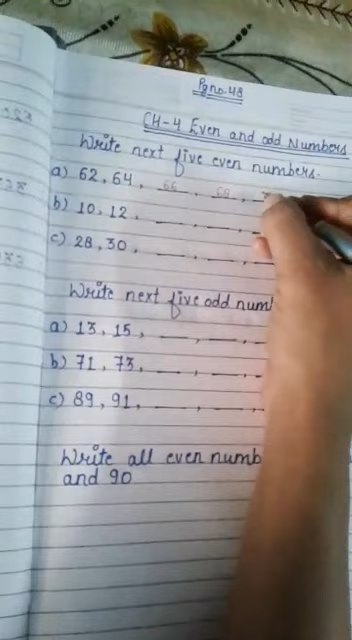 Pg no. 48
CH-4 Even and odd Numbers
Write next five even numbers.
a) 62, 64, 66, 68,
b) 10, 12,
c) 28, 30,
Write next five odd num
a) 13, 15,
b) 71, 73,
c) 89, 91,
Write all even numb
and 90